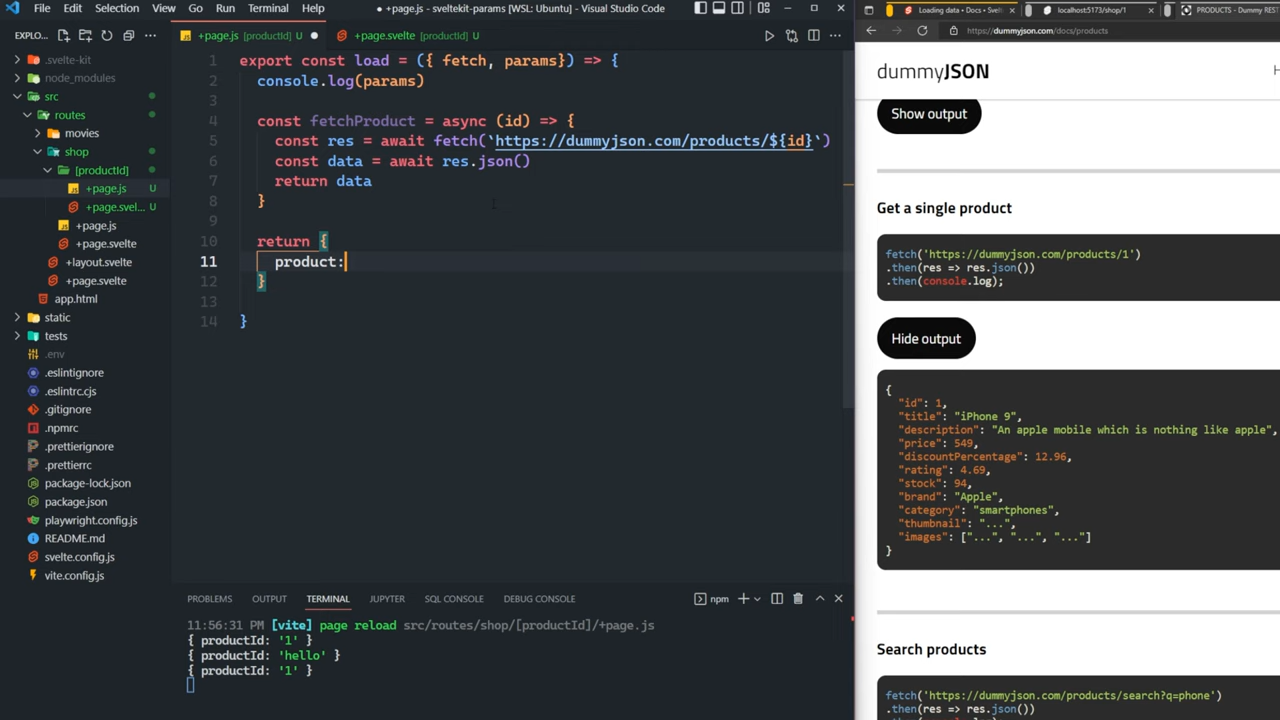 File Edit Selection View Go Run Terminal Help
+page.js - sveltekit-params [WSL: Ubuntu] - Visual Studio Code
EXPLO...
+page.js [productId] U
+page.svelte [productId] U
.svelte-kit
node_modules
src
routes
movies
shop
[productId]
+page.js U
+page.svel... U
+page.js
+page.svelte
+layout.svelte
+page.svelte
app.html
static
tests
.env
.eslintignore
.eslintrc.cjs
.gitignore
.npmrc
.prettierignore
.prettierrc
package-lock.json
package.json
playwright.config.js
README.md
svelte.config.js
vite.config.js
1 export const load = ({ fetch, params}) => {
2 console.log(params)
3
4 const fetchProduct = async (id) => {
5 const res = await fetch(`https://dummyjson.com/products/${id}`)
6 const data = await res.json()
7 return data
8 }
9
10 return {
11 product:
12 }
13
14 }
PROBLEMS OUTPUT TERMINAL JUPYTER SQL CONSOLE DEBUG CONSOLE
npm
11:56:31 PM [vite] page reload src/routes/shop/[productId]/+page.js
{ productId: '1' }
{ productId: 'hello' }
{ productId: '1' }
Loading data • Docs • Sve
localhost:5173/shop/1
PRODUCTS - Dummy REST
https://dummyjson.com/docs/products
dummyJSON
H
Show output
Get a single product
fetch('https://dummyjson.com/products/1')
.then(res => res.json())
.then(console.log);
Hide output
{
"id": 1,
"title": "iPhone 9",
"description": "An apple mobile which is nothing like apple",
"price": 549,
"discountPercentage": 12.96,
"rating": 4.69,
"stock": 94,
"brand": "Apple",
"category": "smartphones",
"thumbnail": "...",
"images": ["...", "...", "..."]
}
Search products
fetch('https://dummyjson.com/products/search?q=phone')
.then(res => res.json())